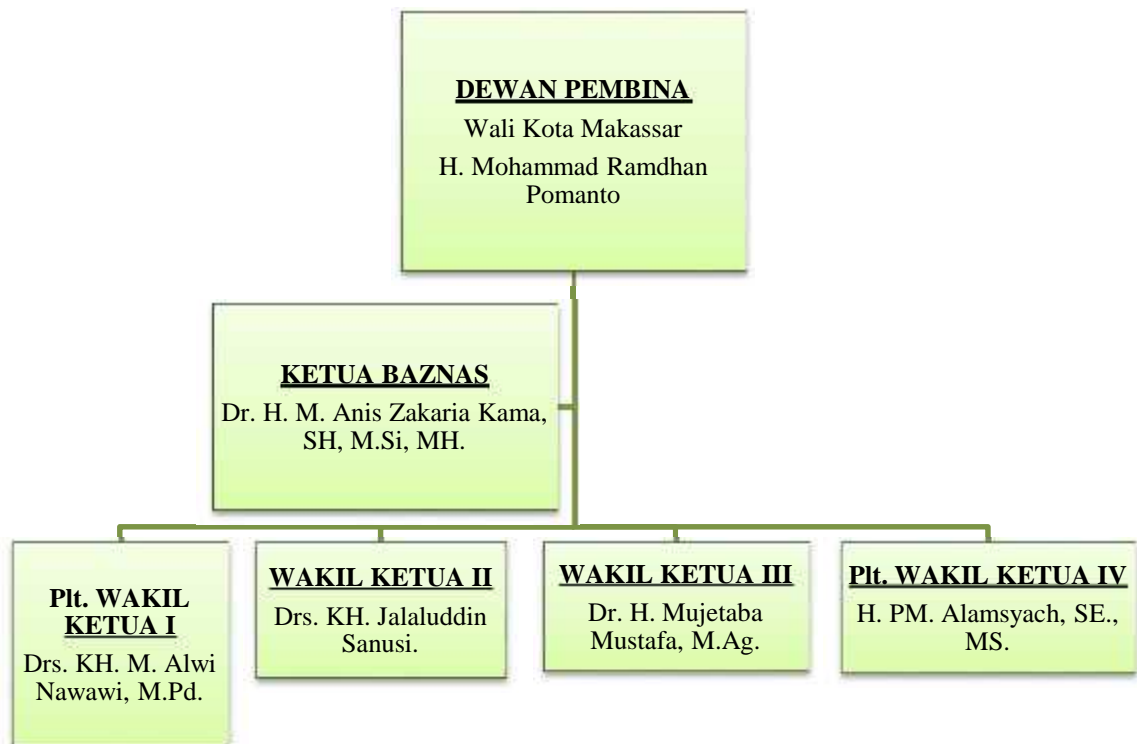 DEWAN PEMBINA
Wali Kota Makassar
H. Mohammad Ramdhan
Pomanto
KETUA BAZNAS
Dr. H. M. Anis Zakaria Kama,
SH, M.Si, MH.
Plt. WAKIL
KETUA I
Drs. KH. M. Alwi
Nawawi, M.Pd.
WAKIL KETUA II
Drs. KH. Jalaluddin
Sanusi.
WAKIL KETUA III
Dr. H. Mujetaba
Mustafa, M.Ag.
Plt. WAKIL KETUA IV
H. PM. Alamsyach, SE.,
MS.